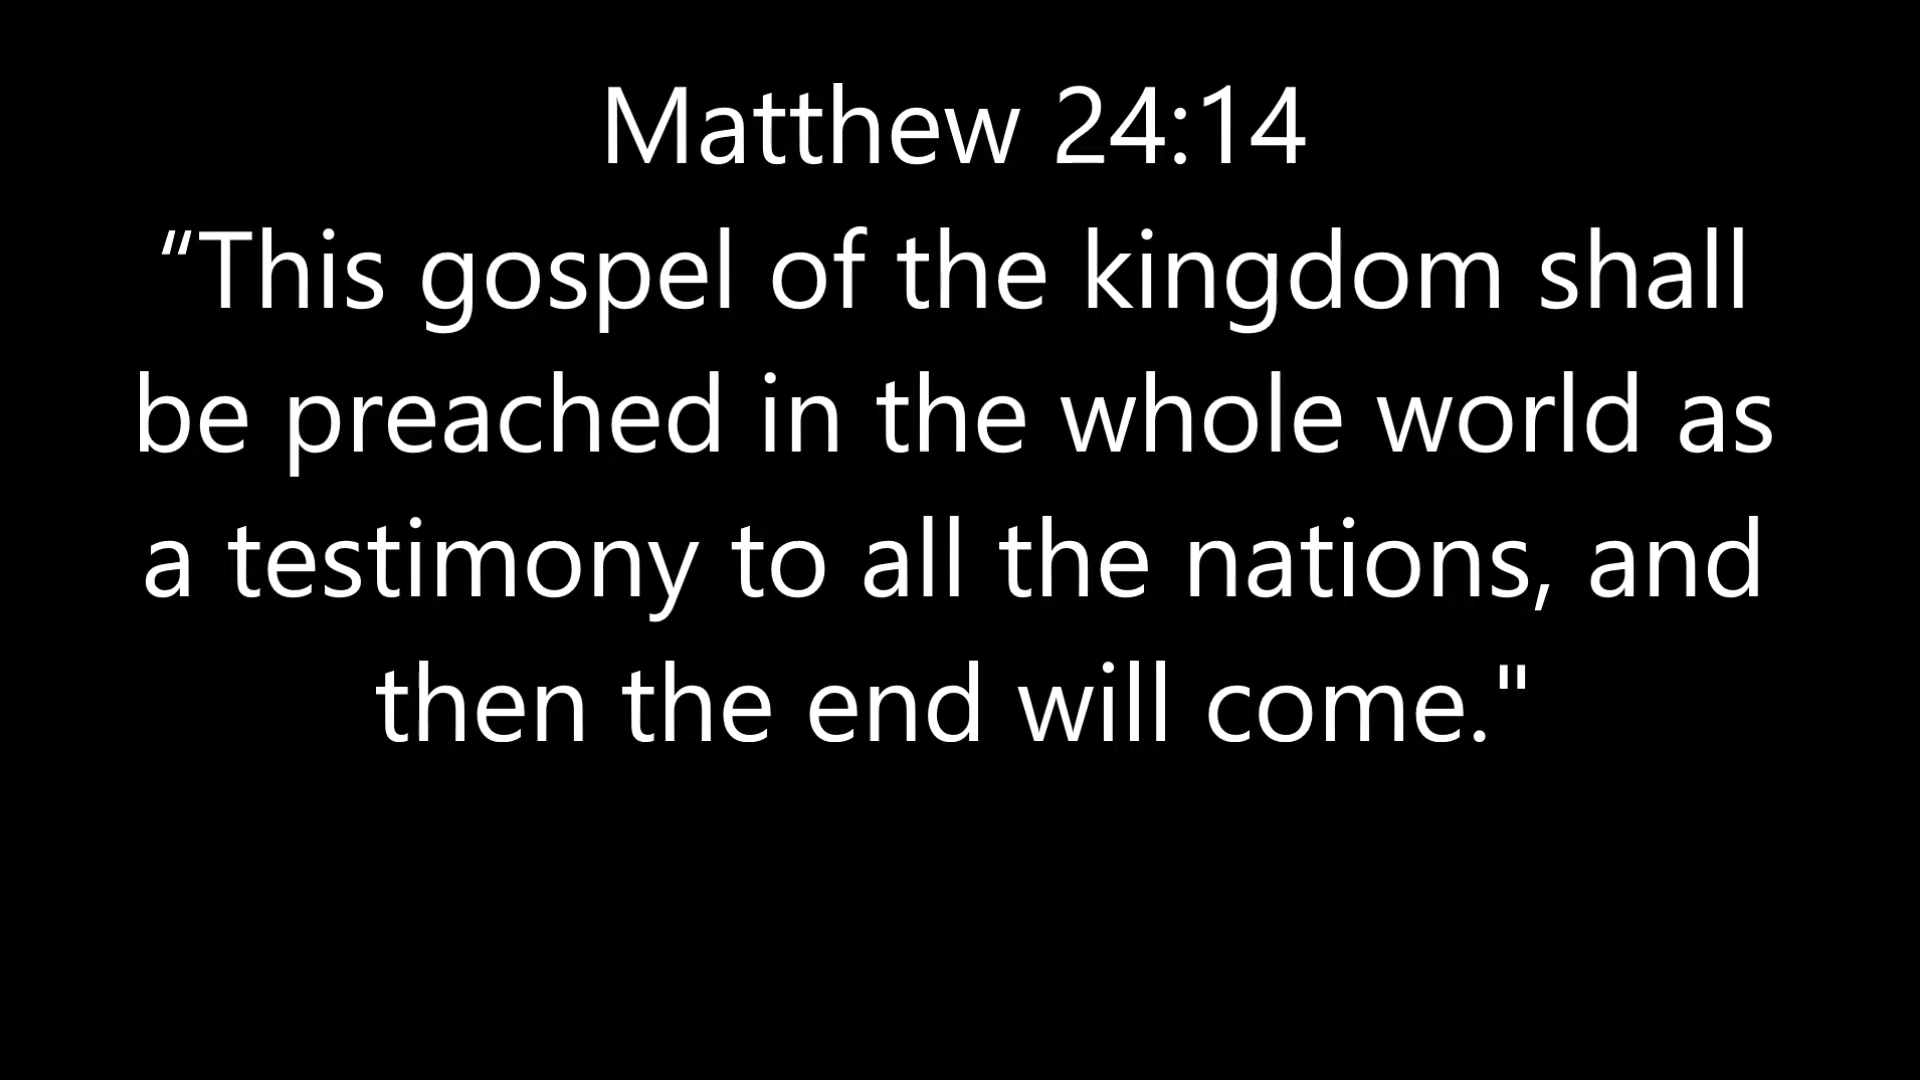 Matthew 24:14
“This gospel of the kingdom shall
be preached in the whole world as
a testimony to all the nations, and
then the end will come."